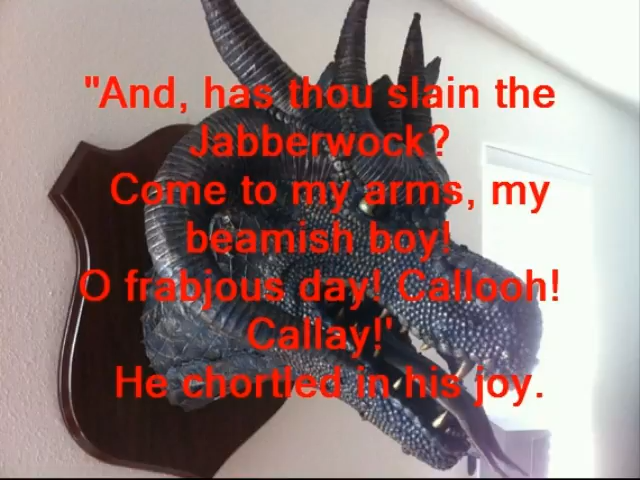 "And, has thou slain the
Jabberwock?
Come to my arms, my
beamish boy!
O frabjous day! Callooh!
Callay!'
He chortled in his joy.